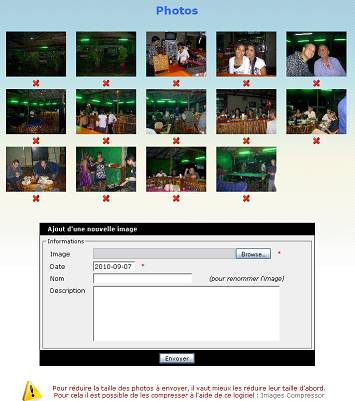 Photos
Ajout d'une nouvelle image
Informations
Image Browse... *
Date 2010-09-07 *
Nom (pour renommer l'image)
Description
Envoyer
Pour réduire la taille des photos à envoyer, il vaut mieux les réduire leur taille d'abord.
Pour cela il est possible de les compresser à l'aide de ce logiciel : Images Compressor